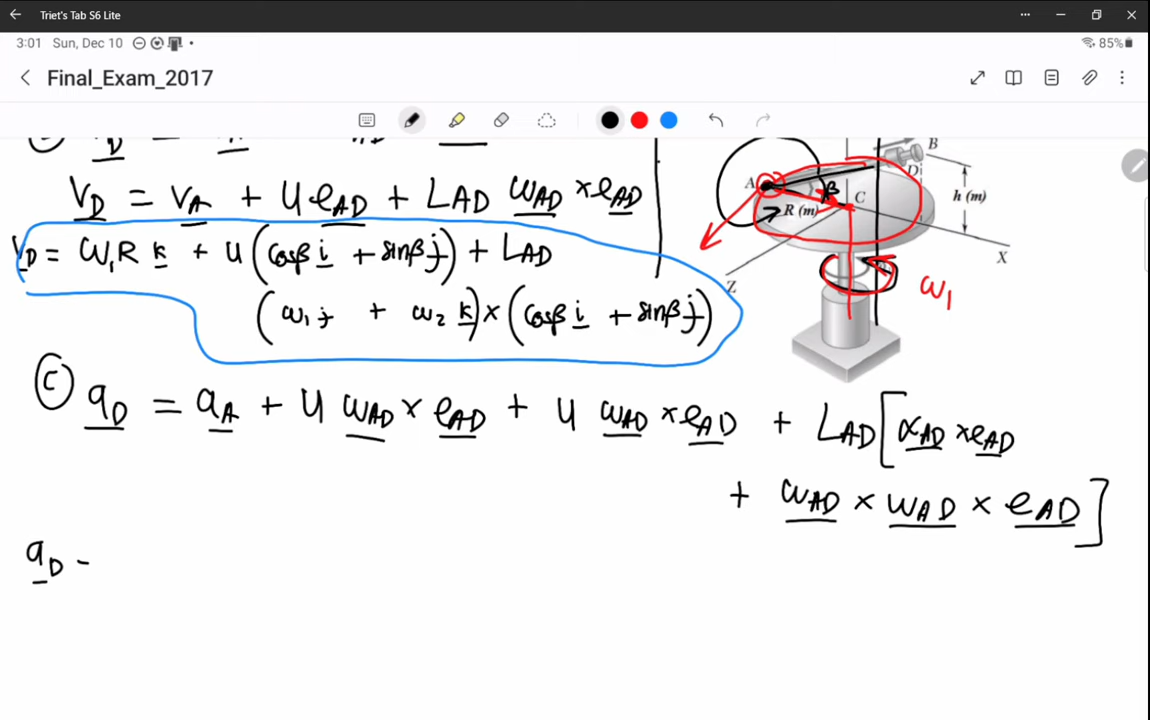 Triet's Tab S6 Lite
3:01 Sun, Dec 10
85%
Final_Exam_2017
V_D = V_A + u e_AD + L_AD ω_AD × e_AD
V_D = ω₁R k + u (cosβ i + sinβ j) + L_AD
(ω₁ j + ω₂ k) × (cosβ i + sinβ j)
A
B
D
β
C
R (m)
h (m)
X
Z
ω₁
(C) a_D = a_A + u ω_AD × e_AD + u ω_AD × e_AD + L_AD [α_AD × e_AD
+ ω_AD × ω_AD × e_AD]
a_D -